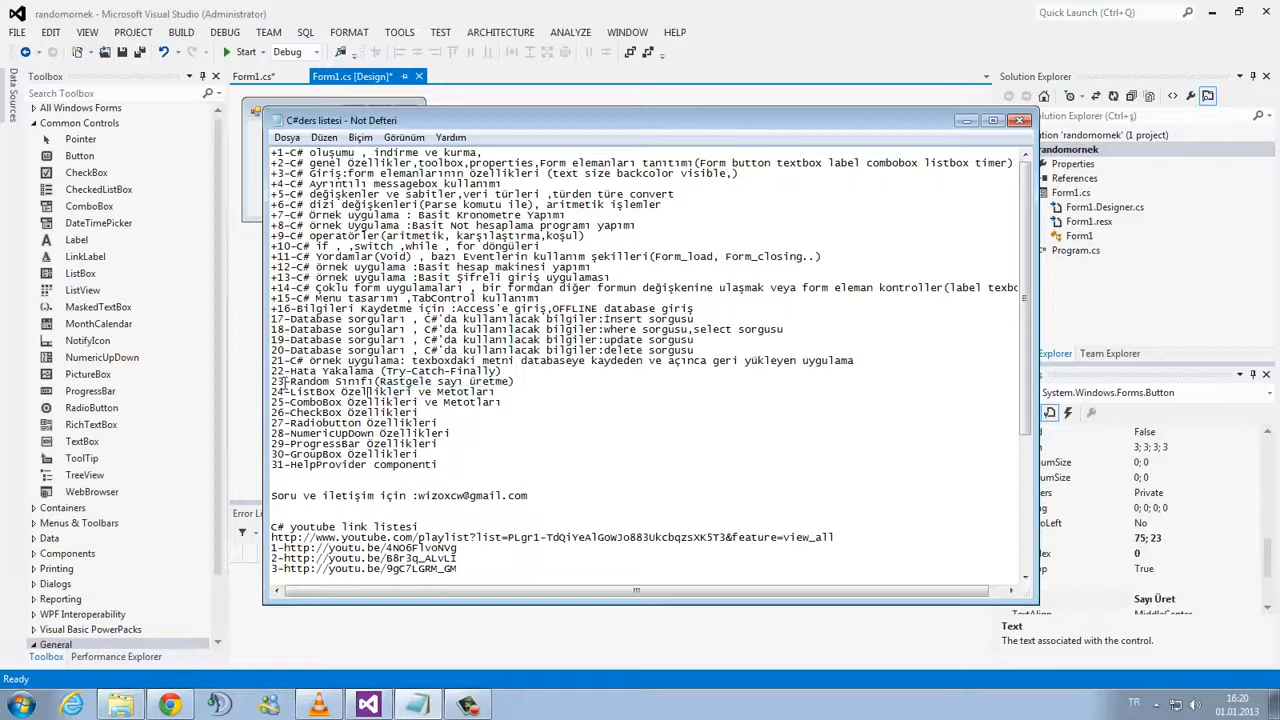 randomornek - Microsoft Visual Studio (Administrator)
Quick Launch (Ctrl+Q)
FILE EDIT VIEW PROJECT BUILD DEBUG TEAM SQL FORMAT TOOLS TEST ARCHITECTURE ANALYZE WINDOW HELP
Start Debug
Data Sources
Toolbox
Search Toolbox
All Windows Forms
Common Controls
Pointer
Button
CheckBox
CheckedListBox
ComboBox
DateTimePicker
Label
LinkLabel
ListBox
ListView
MaskedTextBox
MonthCalendar
NotifyIcon
NumericUpDown
PictureBox
ProgressBar
RadioButton
RichTextBox
TextBox
ToolTip
TreeView
WebBrowser
Containers
Menus & Toolbars
Data
Components
Printing
Dialogs
Reporting
WPF Interoperability
Visual Basic PowerPacks
General
Toolbox Performance Explorer
Form1.cs*
Form1.cs [Design]*
Error Li
C#ders listesi - Not Defteri
Dosya Düzen Biçim Görünüm Yardım
+1-C# oluşumu , indirme ve kurma,
+2-C# genel özellikler,toolbox,properties,Form elemanları tanıtımı(Form button textbox label combobox listbox timer)
+3-C# Giriş:form elemanlarının özellikleri (text size backcolor visible,)
+4-C# Ayrıntılı messagebox kullanımı
+5-C# değişkenler ve sabitler,veri türleri ,türden türe convert
+6-C# dizi değişkenleri(Parse komutu ile), aritmetik işlemler
+7-C# örnek uygulama : Basit Kronometre Yapımı
+8-C# örnek uygulama :Basit Not hesaplama programı yapımı
+9-C# operatörler(aritmetik, karşılaştırma,koşul)
+10-C# if , ,switch ,while , for döngüleri
+11-C# Yordamlar(Void) , bazı Eventlerin kullanım şekilleri(Form_load, Form_closing..)
+12-C# örnek uygulama :Basit hesap makinesi yapımı
+13-C# örnek uygulama :Basit Şifreli giriş uygulaması
+14-C# Çoklu form uygulamaları , bir formdan diğer formun değişkenine ulaşmak veya form eleman kontroller(label textbo
+15-C# Menu tasarımı ,TabControl kullanımı
+16-Bilgileri Kaydetme için :Access'e giriş,OFFLINE database giriş
17-Database sorguları , C#'da kullanılacak bilgiler:Insert sorgusu
18-Database sorguları , C#'da kullanılacak bilgiler:where sorgusu,select sorgusu
19-Database sorguları , C#'da kullanılacak bilgiler:update sorgusu
20-Database sorguları , C#'da kullanılacak bilgiler:delete sorgusu
21-C# örnek uygulama: texboxdaki metni databaseye kaydeden ve açınca geri yükleyen uygulama
22-Hata Yakalama (Try-Catch-Finally)
23-Random Sınıfı(Rastgele sayı üretme)
24-ListBox Özellikleri ve Metotları
25-ComboBox Özellikleri ve Metotları
26-CheckBox Özellikleri
27-Radiobutton Özellikleri
28-NumericUpDown Özellikleri
29-ProgressBar Özellikleri
30-GroupBox Özellikleri
31-HelpProvider componenti
Soru ve iletişim için :wizoxcw@gmail.com
C# youtube link listesi
http://www.youtube.com/playlist?list=PLgr1-TdQiYeAlGoWJo883UkcbqzsXK5T3&feature=view_all
1-http://youtu.be/4NO6FlvoNVg
2-http://youtu.be/B8r3q_ALvLI
3-http://youtu.be/9gC7LGRM_GM
Solution Explorer
olution Explorer (Ctrl+ş)
olution 'randomornek' (1 project)
randomornek
Properties
References
Form1.cs
Form1.Designer.cs
Form1.resx
Form1
Program.cs
Explorer Team Explorer
System.Windows.Forms.Button
False
3; 3; 3; 3
umSize 0; 0
umSize 0; 0
ers Private
0; 0; 0; 0
oLeft No
75; 23
0
True
Sayı Üret
TextAlign MiddleCenter
Text
The text associated with the control.
Ready
TR
16:20
01.01.2013